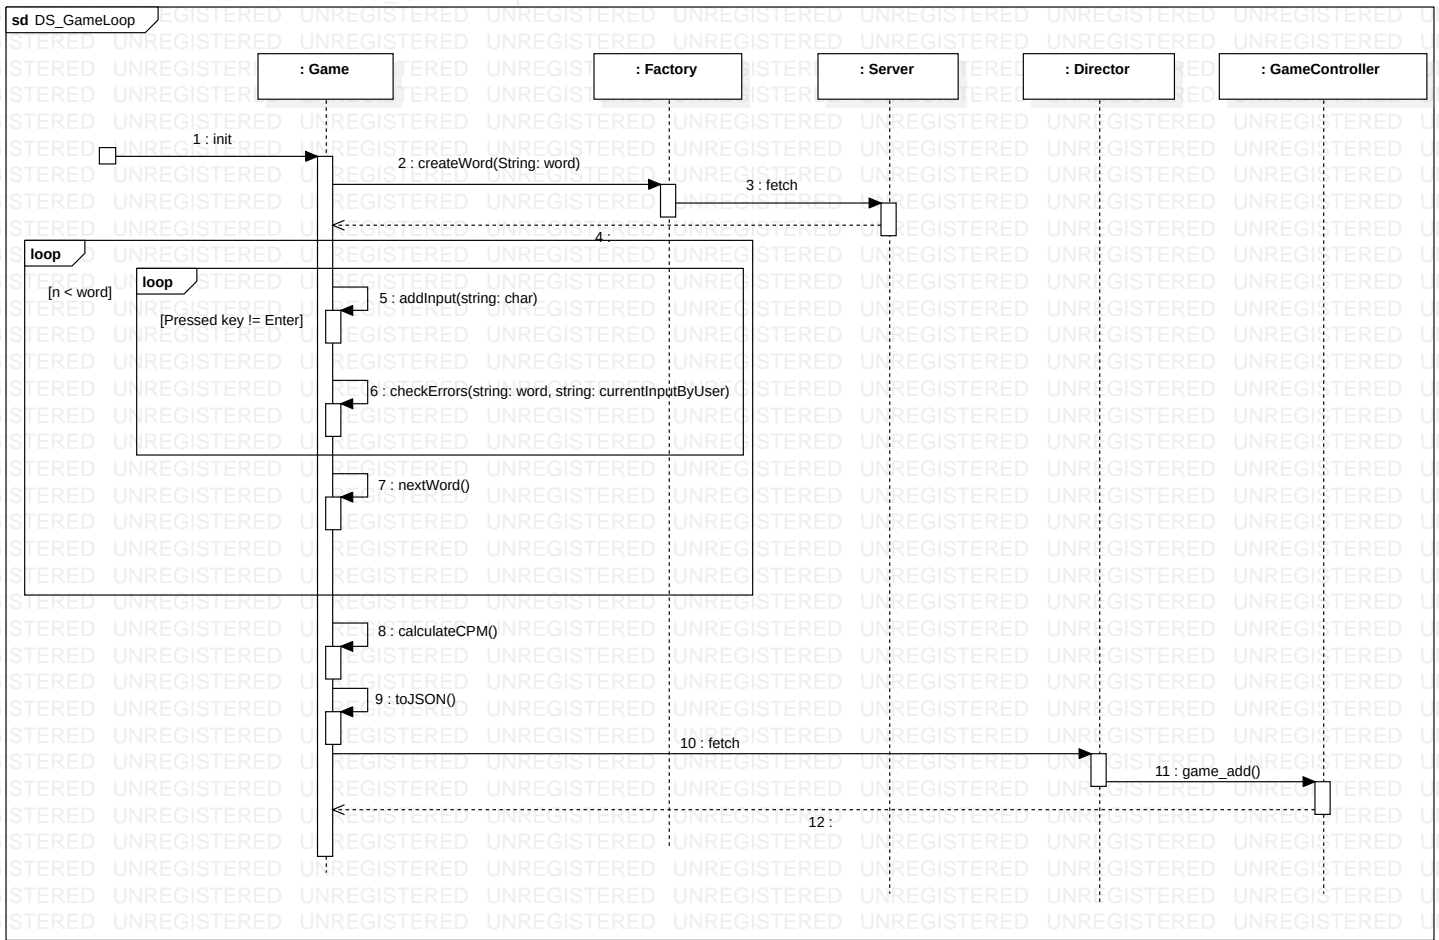 sd DS_GameLoop
: Game
: Factory
: Server
: Director
: GameController
1 : init
2 : createWord(String: word)
3 : fetch
4 :
loop
[n < word]
loop
[Pressed key != Enter]
5 : addInput(string: char)
6 : checkErrors(string: word, string: currentInputByUser)
7 : nextWord()
8 : calculateCPM()
9 : toJSON()
10 : fetch
11 : game_add()
12 :
UNREGISTERED